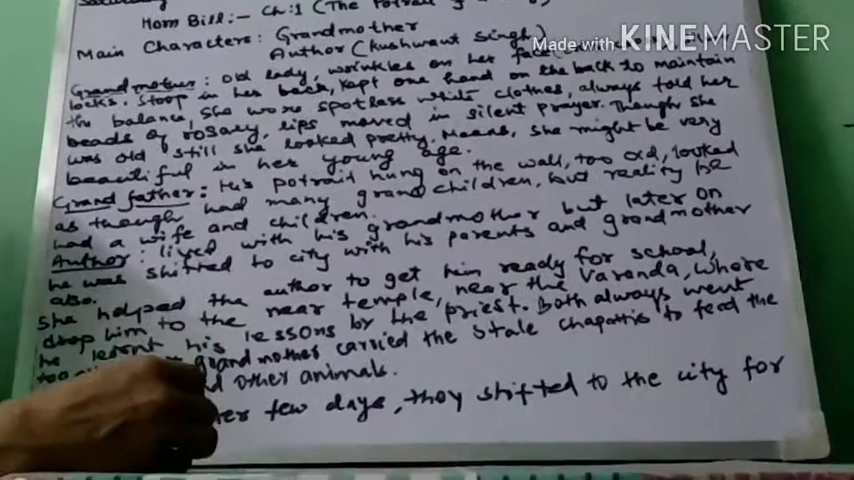 Horn Bill:- Ch:1 (The Potrait
Main Characters: Grandmother
Author (Kushwant Singh)
Made with KINEMASTER
Grandmother: old lady, wrinkles on her face
locks. Stoop in her back, kept one hand on the back to maintain
the balance, she wore spotless white clothes, always told her
beads of rosary, lips moved in silent prayer. Though she
was old still she looked pretty. Means, she might be very
beautiful in her young age.
Grand father: His potrait hung on the wall, too old, looked
as though had many grand children, but reality he
had a wife and children.
Author: lived with his grandmother but later on
he was shifted to city with his parents and grandmother
also.
She helped the author to get him ready for school,
drop him to the near temple, near the Varanda, where
he lesrnt his lessons by the priest. Both always went
grandmother carried the stale chapattis to feed the
other animals.
few days, they shifted to the city for